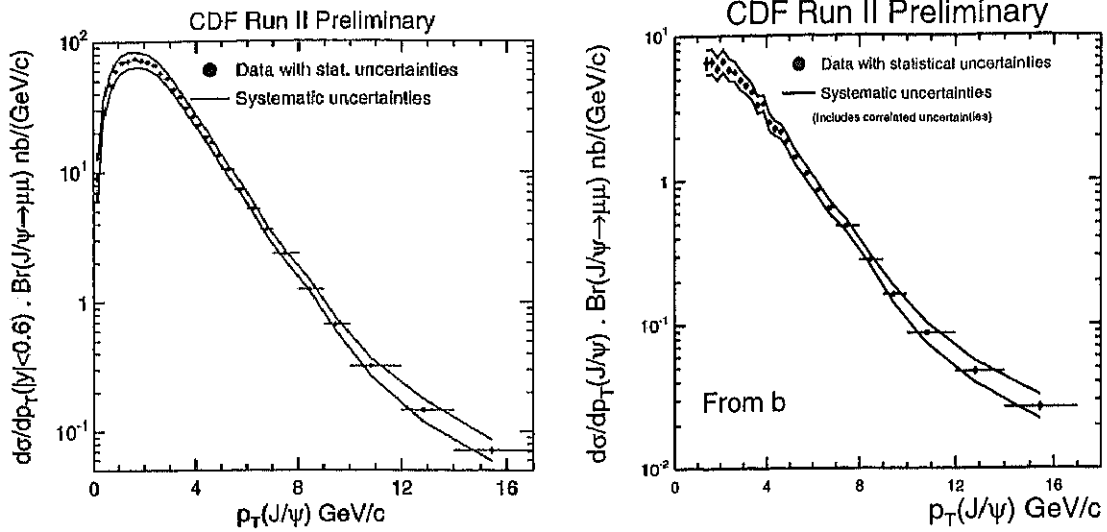 CDF Run II Preliminary
dσ/dp_T(|y|<0.6) . Br(J/ψ→μμ) nb/(GeV/c)
10^2
10
1
10^-1
Data with stat. uncertainties
Systematic uncertainties
0 4 8 12 16
p_T(J/ψ) GeV/c
CDF Run II Preliminary
dσ/dp_T(J/ψ) . Br(J/ψ→μμ) nb/(GeV/c)
10
1
10^-1
10^-2
Data with statistical uncertainties
Systematic uncertainties
(Includes correlated uncertainties)
From b
0 4 8 12 16
p_T(J/ψ) GeV/c